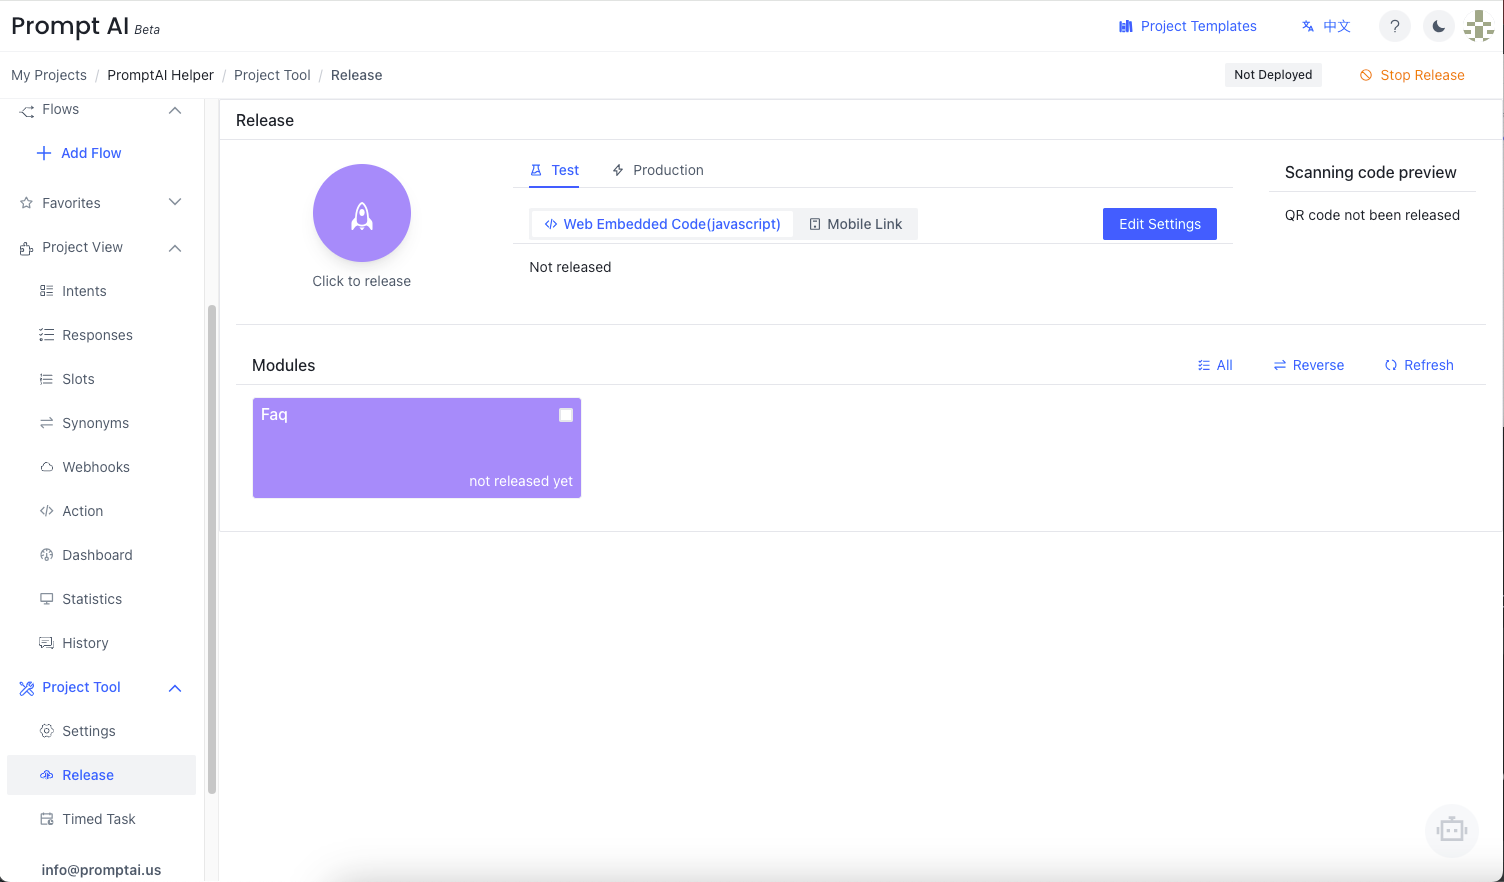 Prompt AI Beta
Project Templates
中文
?
My Projects / PromptAI Helper / Project Tool / Release
Not Deployed
Stop Release
Flows
Add Flow
Favorites
Project View
Intents
Responses
Slots
Synonyms
Webhooks
Action
Dashboard
Statistics
History
Project Tool
Settings
Release
Timed Task
info@promptai.us
Release
Click to release
Test
Production
Web Embedded Code(javascript)
Mobile Link
Edit Settings
Not released
Scanning code preview
QR code not been released
Modules
All
Reverse
Refresh
Faq
not released yet